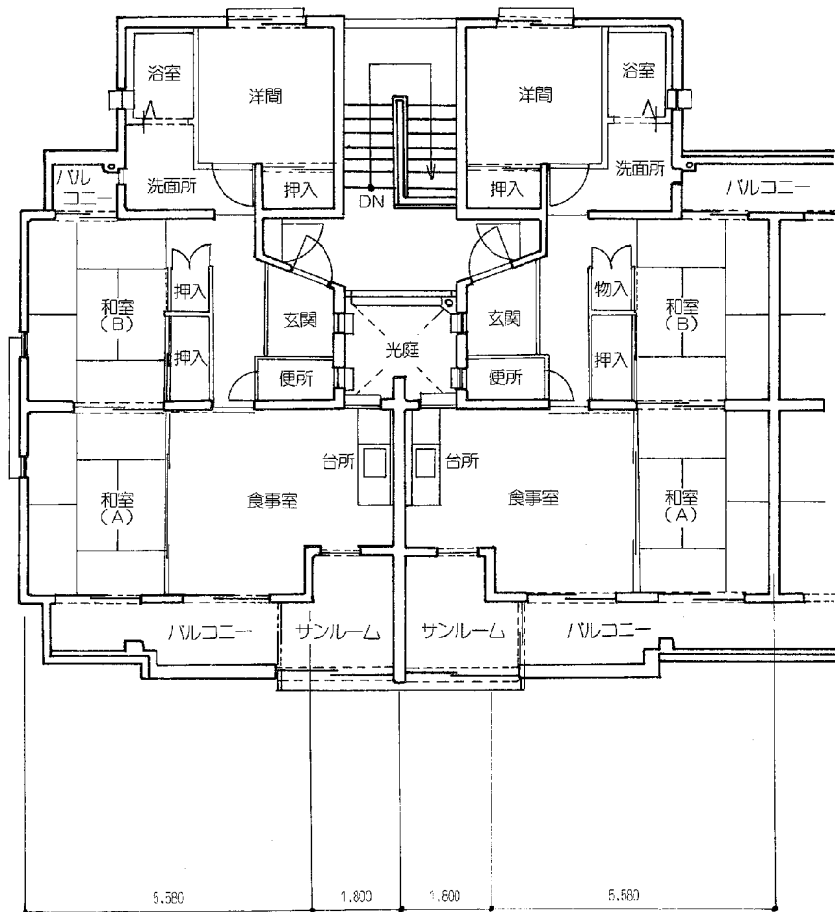 浴室
洋間
洋間
浴室
バル
コニー
洗面所
押入
DN
押入
洗面所
バルコニー
和室
(B)
押入
押入
玄関
便所
光庭
玄関
便所
物入
押入
和室
(B)
和室
(A)
食事室
台所
台所
食事室
和室
(A)
バルコニー
サンルーム
サンルーム
バルコニー
5.580
1.800
1.800
5.580